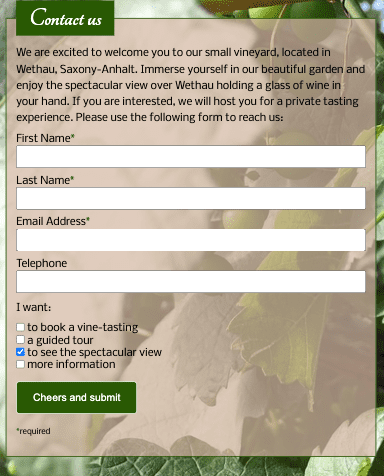 Contact us
We are excited to welcome you to our small vineyard, located in
Wethau, Saxony-Anhalt. Immerse yourself in our beautiful garden and
enjoy the spectacular view over Wethau holding a glass of wine in
your hand. If you are interested, we will host you for a private tasting
experience. Please use the following form to reach us:
First Name*
Last Name*
Email Address*
Telephone
I want:
to book a vine-tasting
a guided tour
to see the spectacular view
more information
Cheers and submit
*required